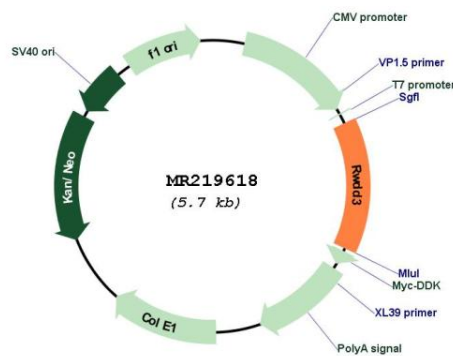 CMV promoter
VP1.5 primer
T7 promoter
SgfI
Rwdd3
MluI
Myc-DDK
XL39 primer
PolyA signal
Col E1
Kan/Neo
SV40 ori
f1 ori
MR219618
(5.7 kb)